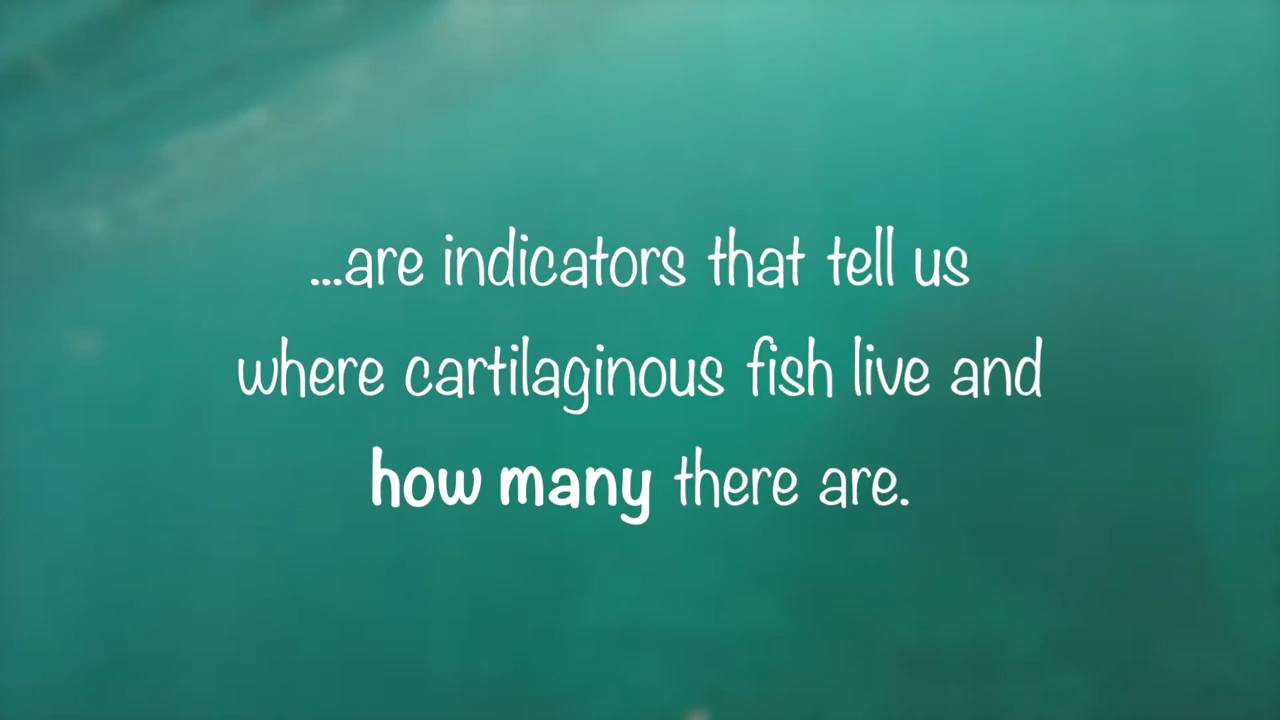 ...are indicators that tell us
where cartilaginous fish live and
how many there are.